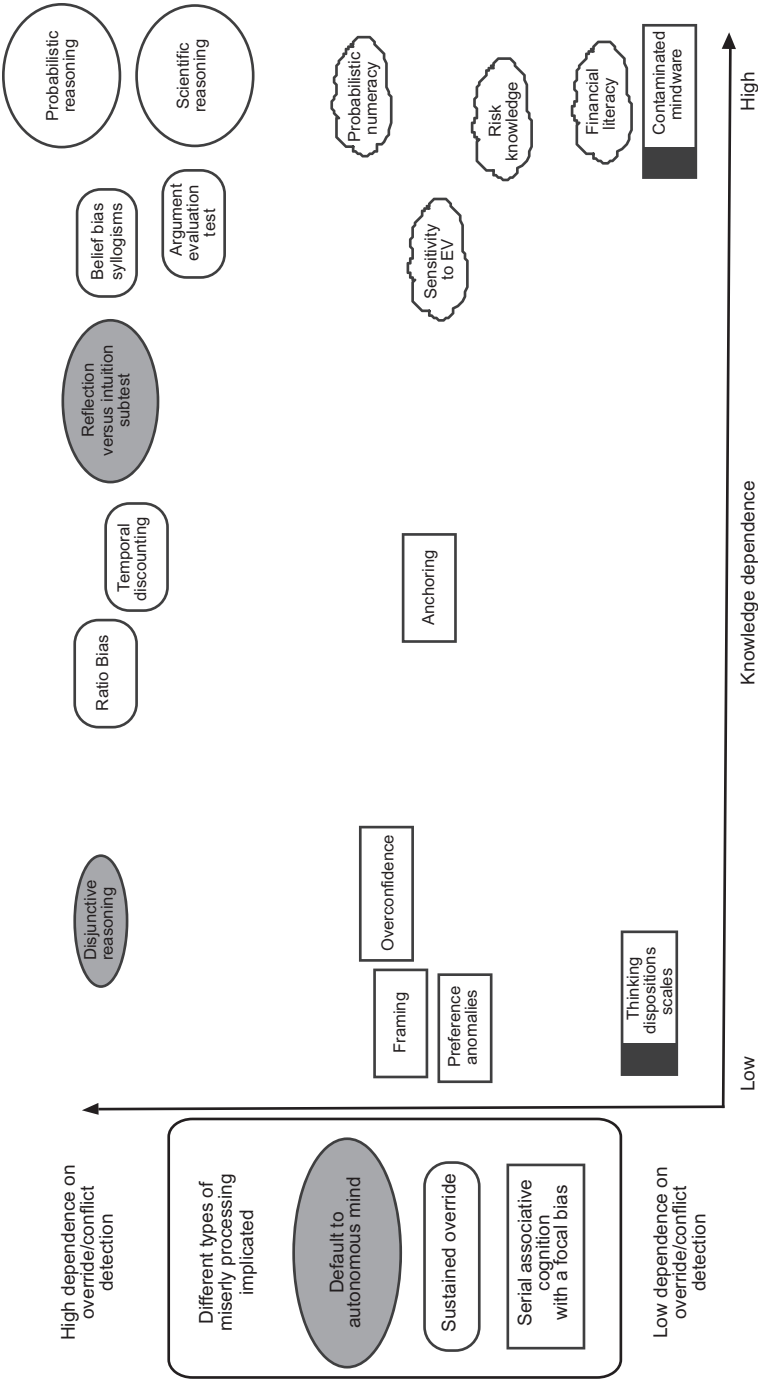 High dependence on
override/conflict
detection
Different types of
miserly processing
implicated
Default to
autonomous mind
Sustained override
Serial associative
cognition
with a focal bias
Low dependence on
override/conflict
detection
Disjunctive
reasoning
Ratio Bias
Temporal
discounting
Reflection
versus intuition
subtest
Belief bias
syllogisms
Argument
evaluation
test
Probabilistic
reasoning
Scientific
reasoning
Framing
Preference
anomalies
Overconfidence
Anchoring
Sensitivity
to EV
Probabilistic
numeracy
Risk
knowledge
Financial
literacy
Thinking
dispositions
scales
Contaminated
mindware
Low
Knowledge dependence
High